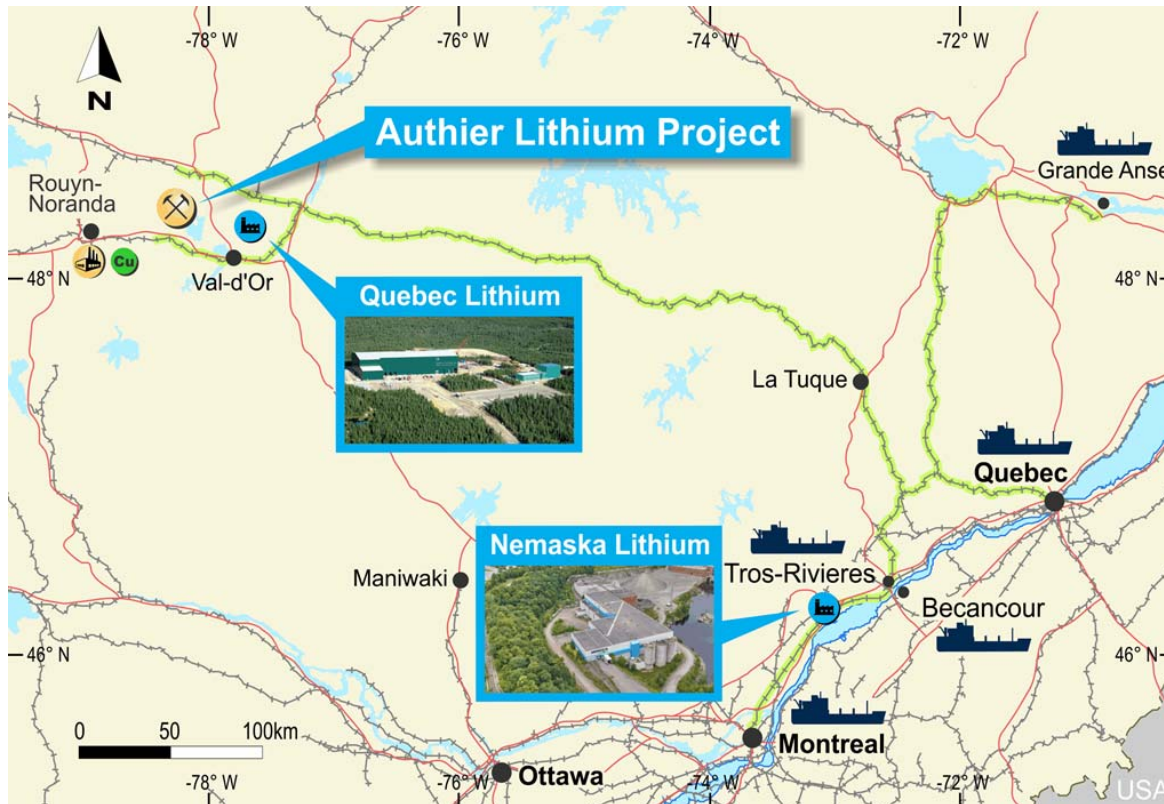 -78° W
-76° W
-74° W
-72° W
N
Authier Lithium Project
Grande Anse
Rouyn-
Noranda
Cu
Val-d'Or
48° N
48° N
Quebec Lithium
La Tuque
Quebec
Nemaska Lithium
Maniwaki
Tros-Rivieres
Becancour
46° N
46° N
0 50 100km
Montreal
Ottawa
-78° W
-76° W
-74° W
-72° W
USA